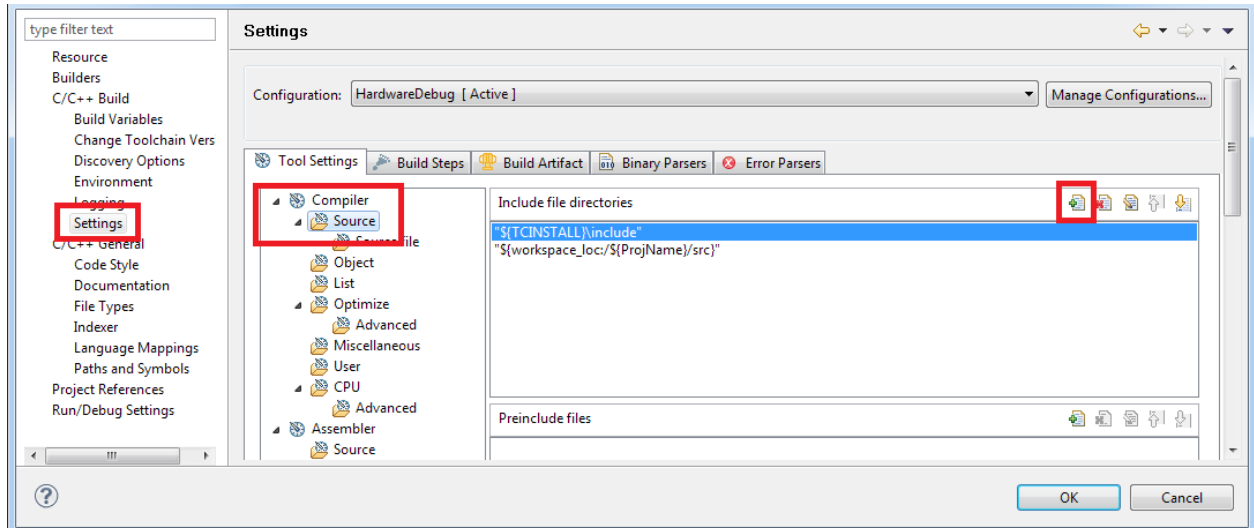 type filter text
Resource
Builders
C/C++ Build
Build Variables
Change Toolchain Vers
Discovery Options
Environment
Logging
Settings
C/C++ General
Code Style
Documentation
File Types
Indexer
Language Mappings
Paths and Symbols
Project References
Run/Debug Settings
Settings
Configuration: HardwareDebug [ Active ] Manage Configurations...
Tool Settings Build Steps Build Artifact Binary Parsers Error Parsers
Compiler
Source
Source file
Object
List
Optimize
Advanced
Miscellaneous
User
CPU
Advanced
Assembler
Source
Include file directories
"${TCINSTALL}\include"
"${workspace_loc:/${ProjName}/src}"
Preinclude files
OK Cancel